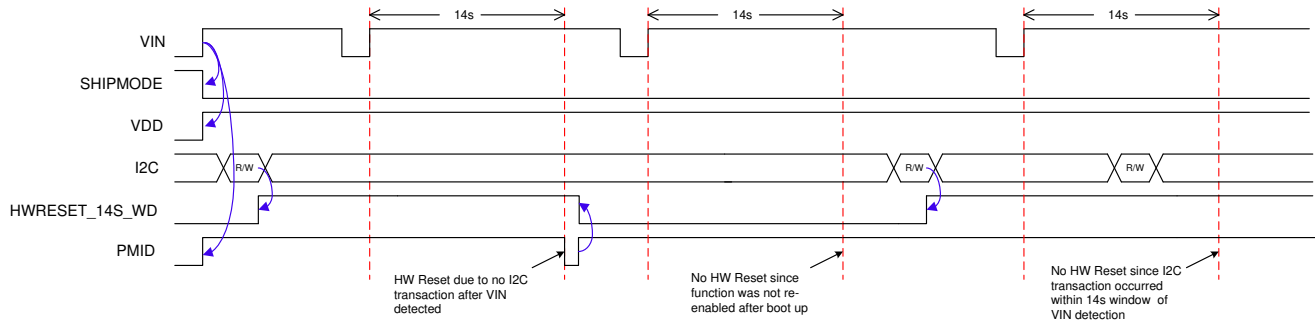 14s
14s
14s
VIN
SHIPMODE
VDD
I2C
R/W
R/W
R/W
HWRESET_14S_WD
PMID
HW Reset due to no I2C
transaction after VIN
detected
No HW Reset since
function was not re-
enabled after boot up
No HW Reset since I2C
transaction occurred
within 14s window of
VIN detection